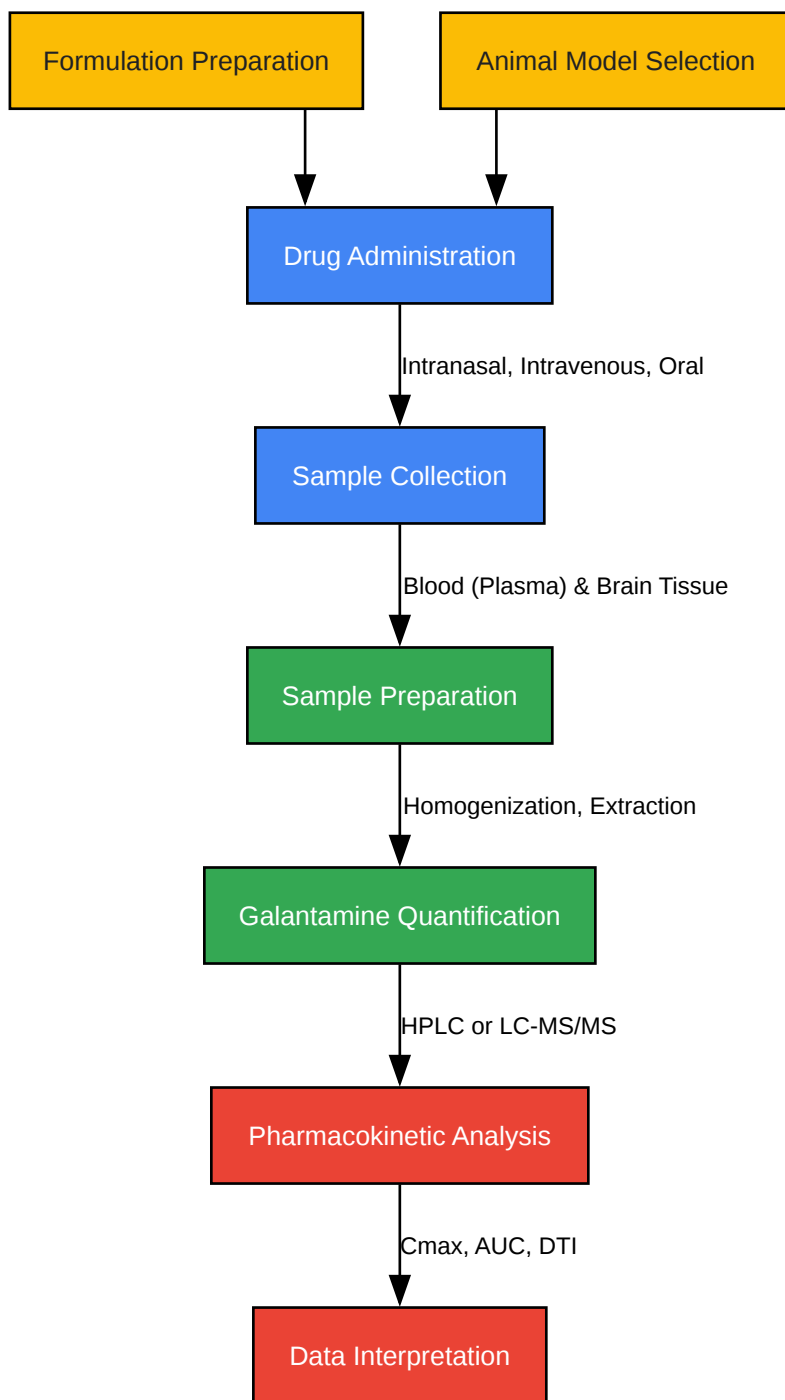 Formulation Preparation
Animal Model Selection
Drug Administration
Intranasal, Intravenous, Oral
Sample Collection
Blood (Plasma) & Brain Tissue
Sample Preparation
Homogenization, Extraction
Galantamine Quantification
HPLC or LC-MS/MS
Pharmacokinetic Analysis
Cmax, AUC, DTI
Data Interpretation